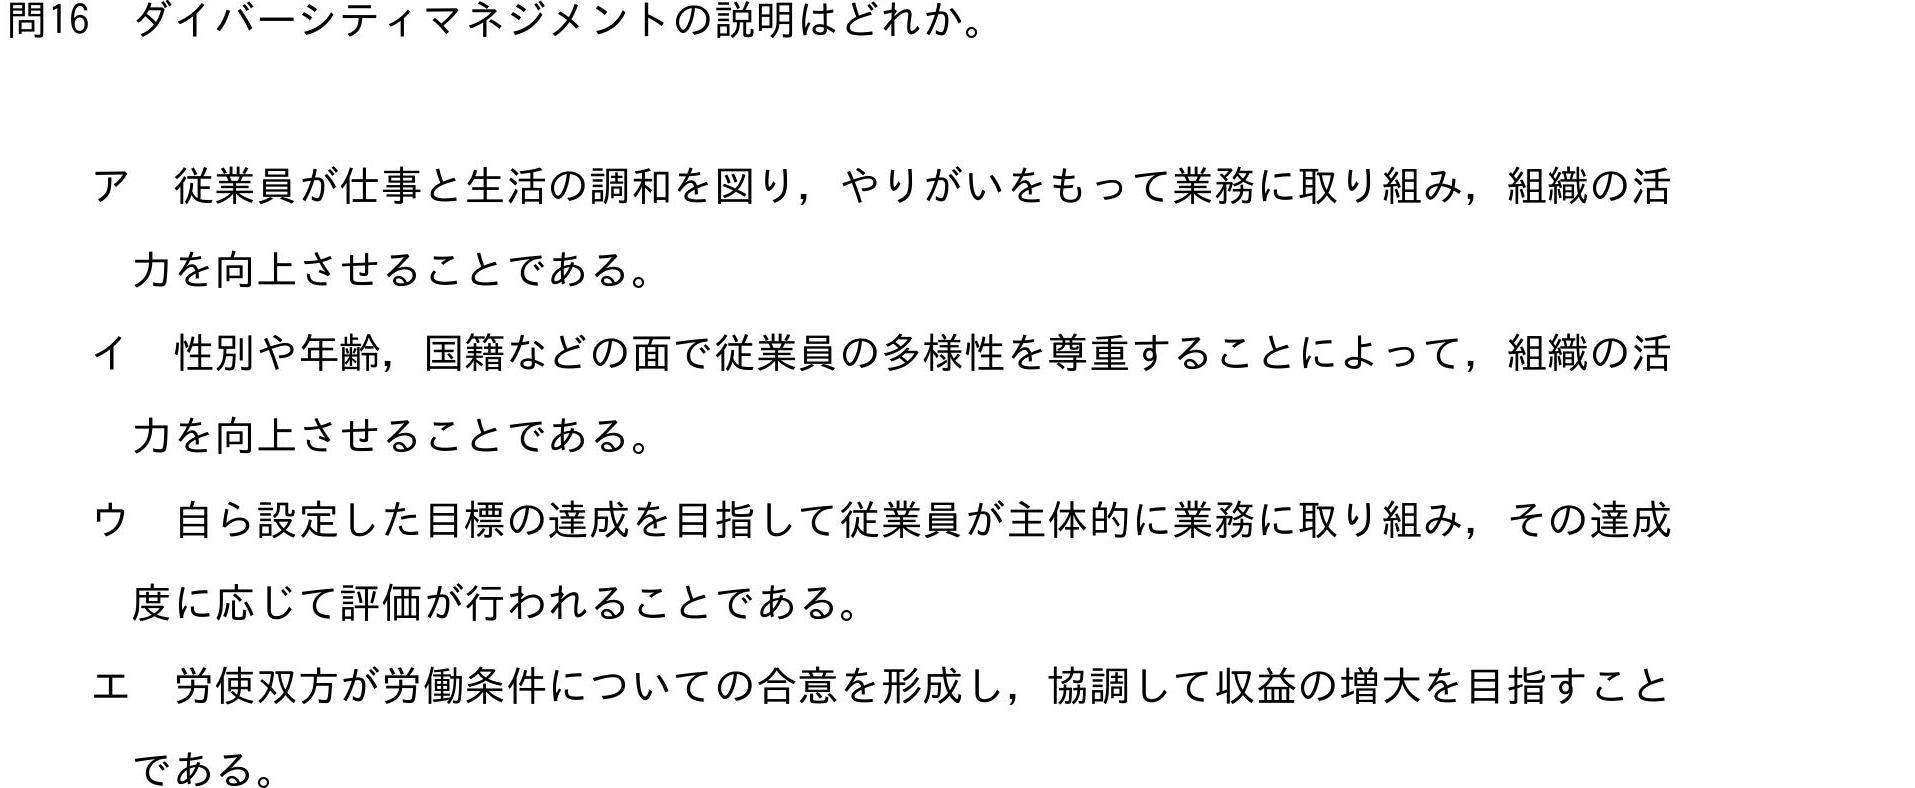 問16　ダイバーシティマネジメントの説明はどれか。
ア　従業員が仕事と生活の調和を図り，やりがいをもって業務に取り組み，組織の活
力を向上させることである。
イ　性別や年齢，国籍などの面で従業員の多様性を尊重することによって，組織の活
力を向上させることである。
ウ　自ら設定した目標の達成を目指して従業員が主体的に業務に取り組み，その達成
度に応じて評価が行われることである。
エ　労使双方が労働条件についての合意を形成し，協調して収益の増大を目指すこと
である。